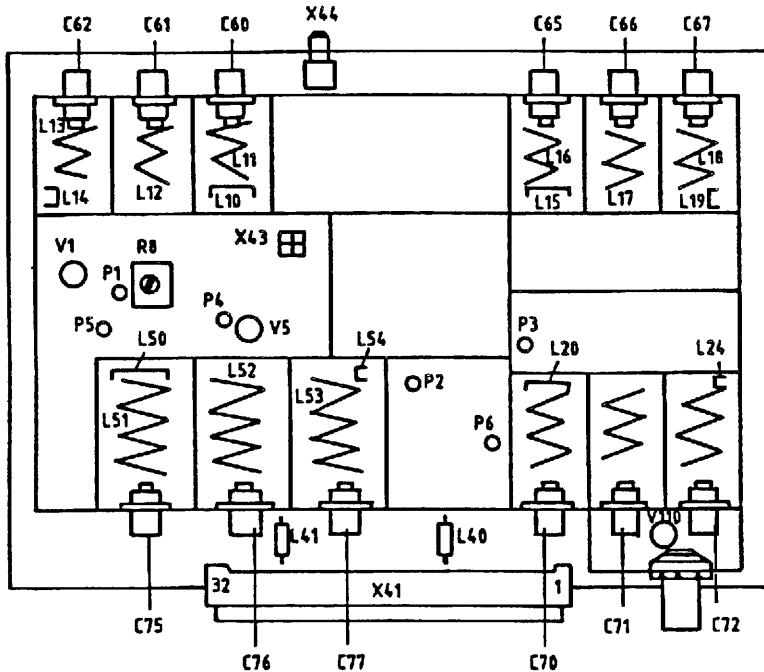 C62 C61 C60 X44 C65 C66 C67
L13 L11 L16 L18
L14 L12 L10 L15 L17 L19
X43
V1 R8
P1
P4
P5 V5 P3
L50 L54 L20 L24
L52
L53 P2
L51
P6
V110
L41 L40
32 X41 1
C75 C71 C72
C76 C77 C70